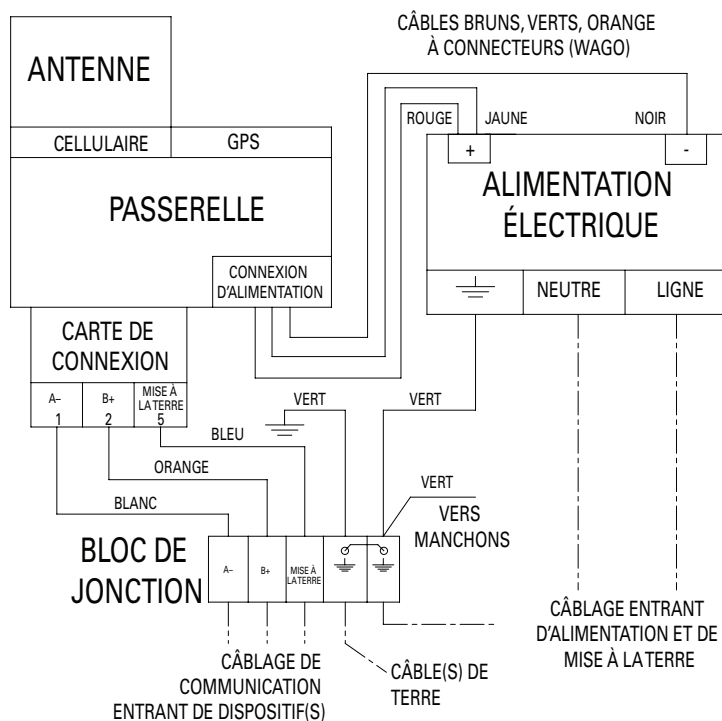 CÂBLES BRUNS, VERTS, ORANGE
À CONNECTEURS (WAGO)
ANTENNE
CELLULAIRE
GPS
PASSERELLE
CONNEXION
D'ALIMENTATION
ROUGE
JAUNE
NOIR
+
-
ALIMENTATION
ÉLECTRIQUE
NEUTRE
LIGNE
CARTE DE
CONNEXION
A–
1
B+
2
MISE À
LA TERRE
5
VERT
VERT
BLEU
ORANGE
BLANC
VERT
VERS
MANCHONS
BLOC DE
JONCTION
A–
B+
MISE À
LA TERRE
CÂBLAGE DE
COMMUNICATION
ENTRANT DE DISPOSITIF(S)
CÂBLE(S) DE
TERRE
CÂBLAGE ENTRANT
D'ALIMENTATION ET DE
MISE À LA TERRE